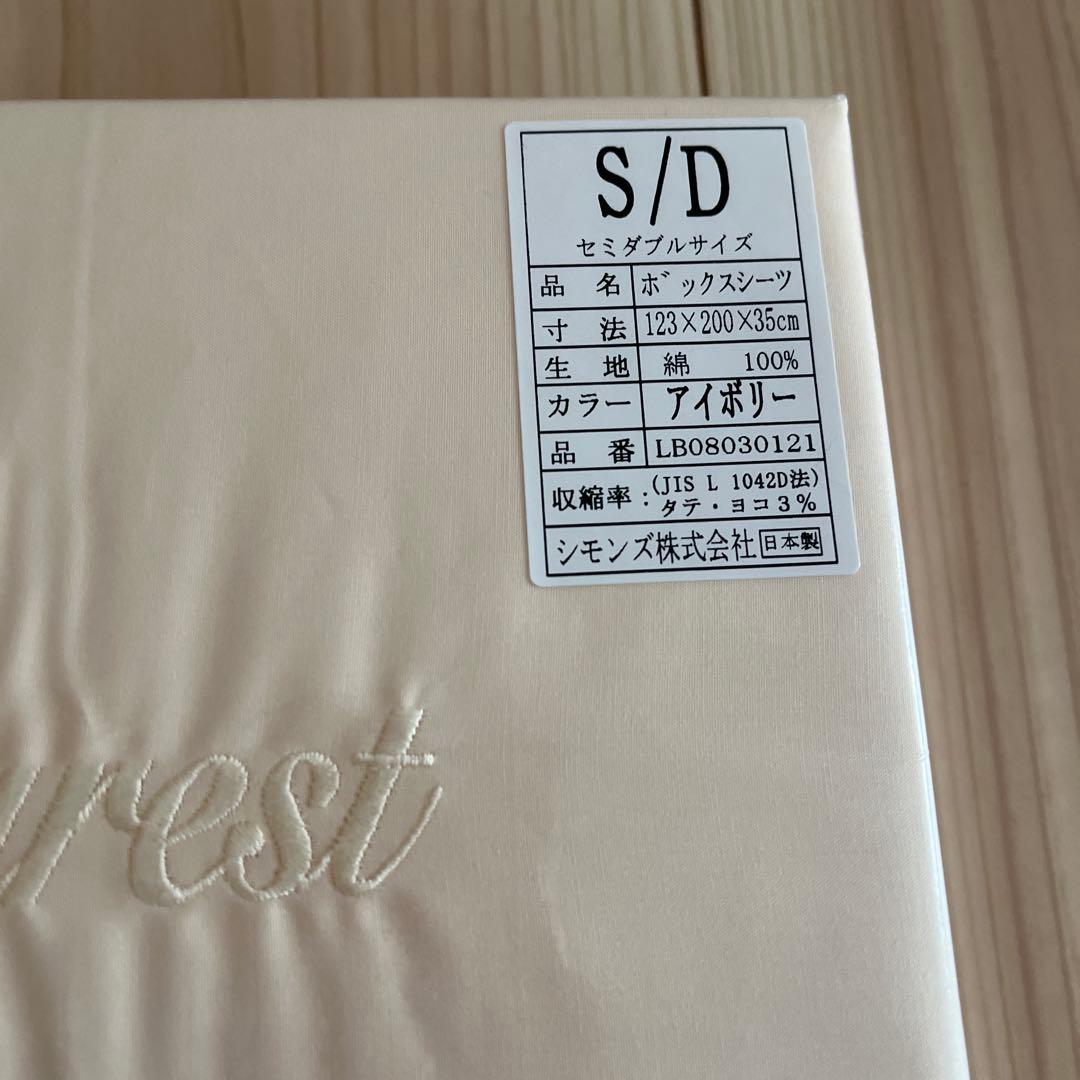 S/D
セミダブルサイズ
品 名 ボックスシーツ
寸 法 123×200×35cm
生 地 綿 100%
カラー アイボリー
品 番 LB08030121
収縮率:(JIS L 1042D法)
タテ・ヨコ3%
シモンズ株式会社 日本製
urest